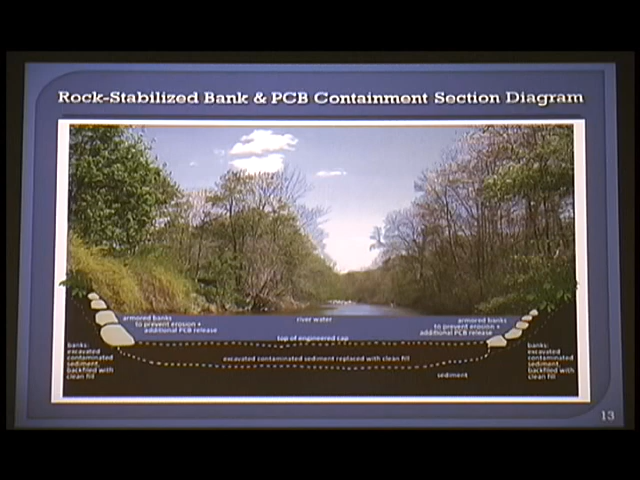 Rock-Stabilized Bank & PCB Containment Section Diagram
armored banks
to prevent erosion +
additional PCB release
river water
armored banks
to prevent erosion +
additional PCB release
top of engineered cap
banks:
excavated
contaminated
sediment,
backfilled with
clean fill
excavated contaminated sediment replaced with clean fill
sediment
banks:
excavated
contaminated
sediment,
backfilled with
clean fill
13